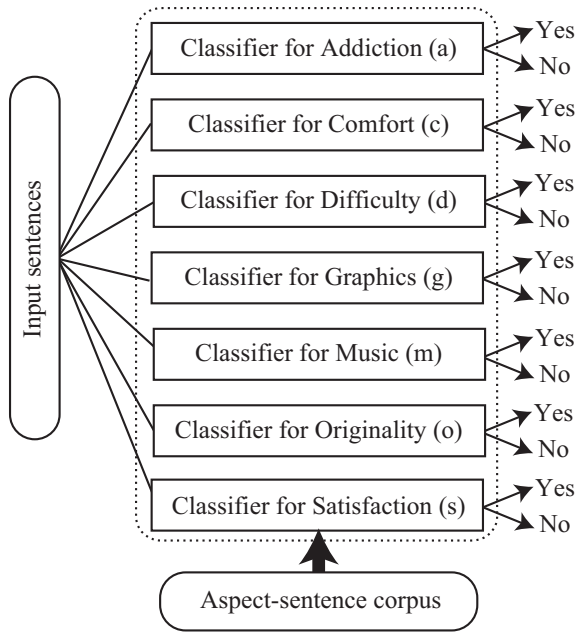 Input sentences
Classifier for Addiction (a)
Yes
No
Classifier for Comfort (c)
Yes
No
Classifier for Difficulty (d)
Yes
No
Classifier for Graphics (g)
Yes
No
Classifier for Music (m)
Yes
No
Classifier for Originality (o)
Yes
No
Classifier for Satisfaction (s)
Yes
No
Aspect-sentence corpus